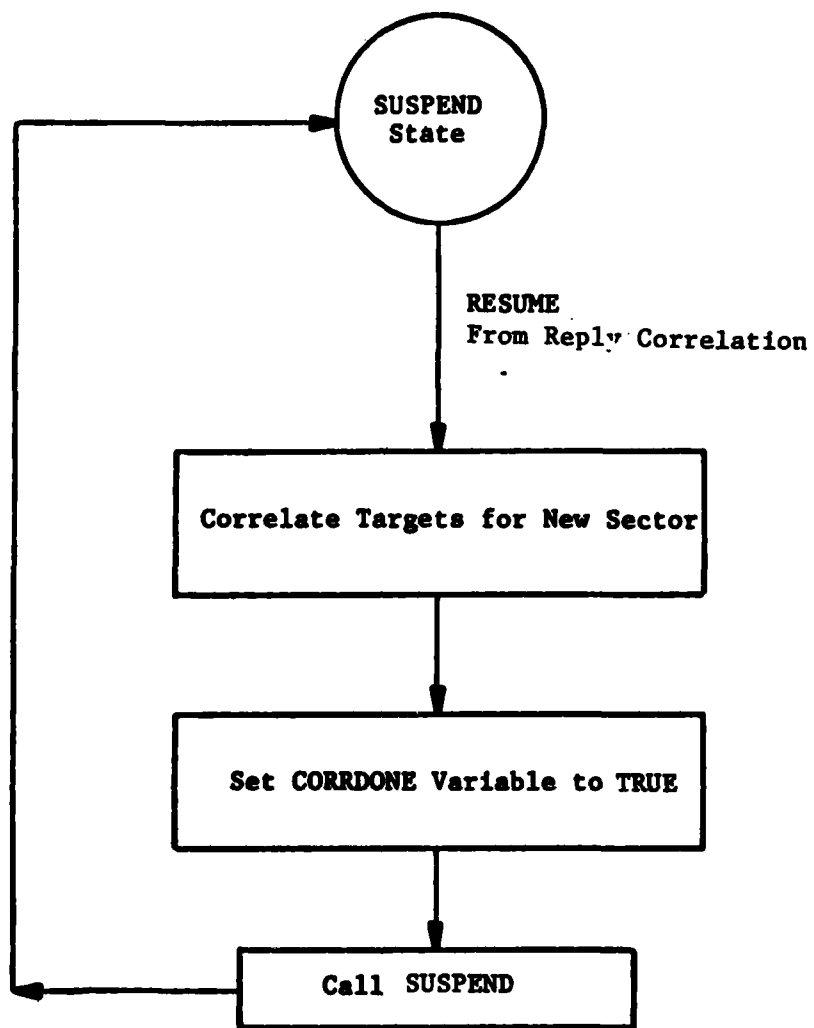 SUSPEND
State
RESUME
From Reply Correlation
Correlate Targets for New Sector
Set CORRDONE Variable to TRUE
Call SUSPEND